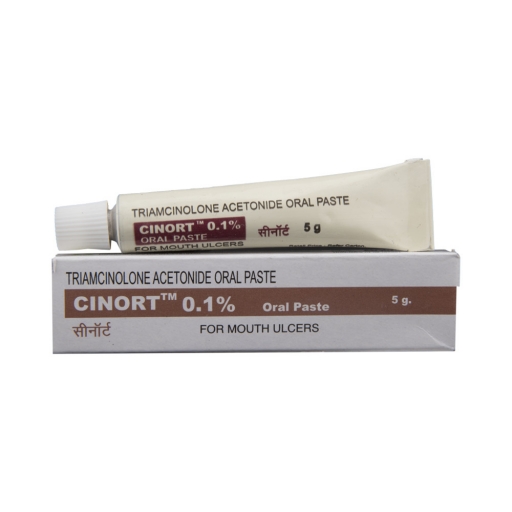 TRIAMCINOLONE ACETONIDE ORAL PASTE
CINORT™ 0.1%
ORAL PASTE
सीनॉर्ट 5 g
FOR MOUTH ULCERS
TRIAMCINOLONE ACETONIDE ORAL PASTE
CINORT™ 0.1% Oral Paste 5 g.
सीनॉर्ट FOR MOUTH ULCERS